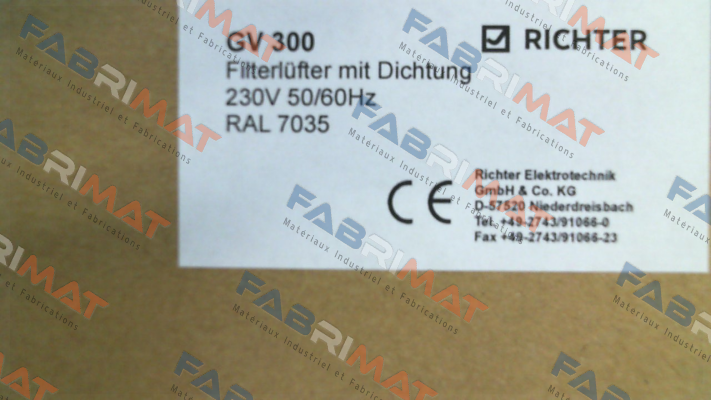 GV 300
RICHTER
Filterlüfter mit Dichtung
230V 50/60Hz
RAL 7035
CE
Richter Elektrotechnik
GmbH & Co. KG
D-57520 Niederdreisbach
Tel. +49-2743/91066-0
Fax +49-2743/91066-23
FABRIMAT
Materiaux Industriel et Fabrications